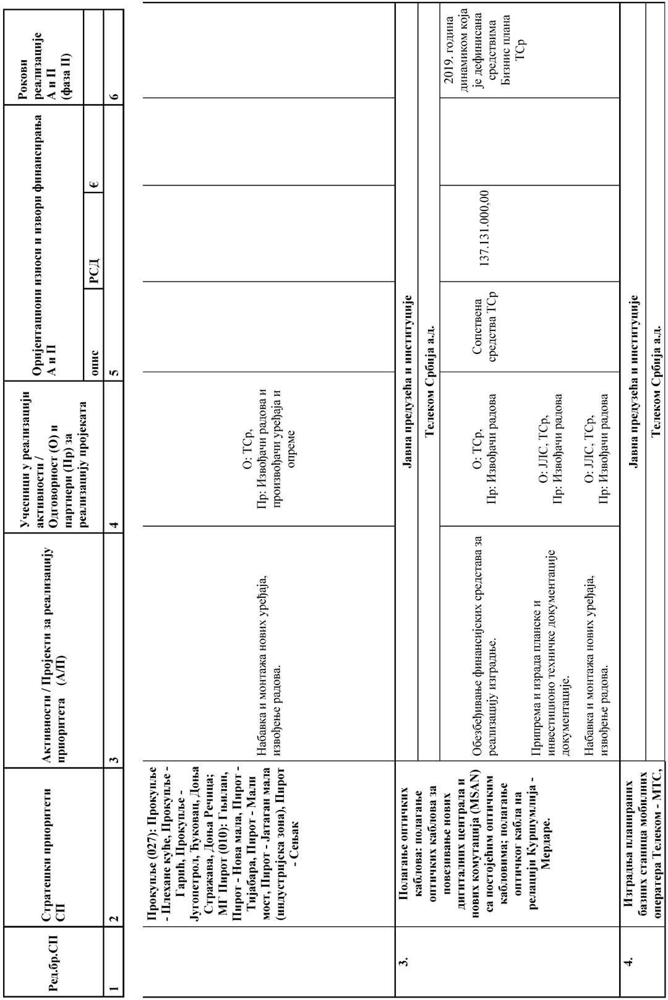 Ред.бр.СП
Стратешки приоритети
СП
Активности / Пројекти за реализацију
приоритета (А/П)
Учесници у реализацији
активности /
Одговорност (О) и
партнери (Пр) за
реализацију пројеката
Оријентациони износи и извори финансирања
А и П
опис
РСД
€
Рокови
реализације
А и П
(фаза II)
1
2
3
4
5
6
Прокупље (027): Прокупље
- Плехане куће, Прокупље -
Гарић, Прокупље -
Југопетрол, Ћуковац, Доња
Стражава, Доња Речица;
МГ Пирот (010): Гњилан,
Пирот - Нова мала, Пирот -
Тијабара, Пирот - Мали
мост, Пирот - Јатаган мала
(индустријска зона), Пирот
- Сењак
Набавка и монтажа нових уређаја,
извођење радова.
О: ТСр,
Пр: Извођачи радова и
произвођачи уређаја и
опреме
3.
Полагање оптичких
каблова: полагање
оптичких каблова за
повезивање нових
дигиталних централа и
нових комутација (MSAN)
са постојећим оптичким
кабловима; полагање
оптичког кабла на
релацији Куршумлија -
Мердаре.
Јавна предузећа и институције
Телеком Србија а.д.
Обезбеђивање финансијских средстава за
реализацију изградње.
О: ТСр,
Пр: Извођачи радова
Сопствена
средства ТСр
137.131.000,00
2019. година
динамиком која
је дефинисана
средствима
Бизнис плана
ТСр
Припрема и израда планске и
инвестиционо техничке документације
документације.
О: ЈЛС, ТСр,
Пр: Извођачи радова
Набавка и монтажа нових уређаја,
извођење радова.
О: ЈЛС, ТСр,
Пр: Извођачи радова
4.
Изградња планираних
базних станица мобилних
оператера Телеком - МТС,
Јавна предузећа и институције
Телеком Србија а.д.